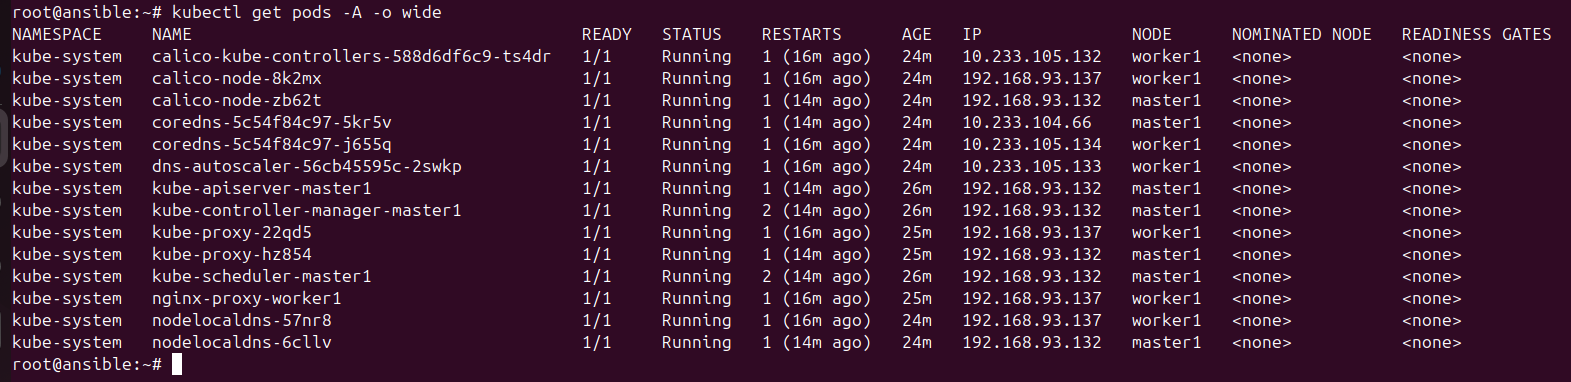 root@ansible:~# kubectl get pods -A -o wide
NAMESPACE NAME READY STATUS RESTARTS AGE IP NODE NOMINATED NODE READINESS GATES
kube-system calico-kube-controllers-588d6df6c9-ts4dr 1/1 Running 1 (16m ago) 24m 10.233.105.132 worker1 <none> <none>
kube-system calico-node-8k2mx 1/1 Running 1 (16m ago) 24m 192.168.93.137 worker1 <none> <none>
kube-system calico-node-zb62t 1/1 Running 1 (14m ago) 24m 192.168.93.132 master1 <none> <none>
kube-system coredns-5c54f84c97-5kr5v 1/1 Running 1 (14m ago) 24m 10.233.104.66 master1 <none> <none>
kube-system coredns-5c54f84c97-j655q 1/1 Running 1 (16m ago) 24m 10.233.105.134 worker1 <none> <none>
kube-system dns-autoscaler-56cb45595c-2swkp 1/1 Running 1 (16m ago) 24m 10.233.105.133 worker1 <none> <none>
kube-system kube-apiserver-master1 1/1 Running 1 (14m ago) 26m 192.168.93.132 master1 <none> <none>
kube-system kube-controller-manager-master1 1/1 Running 2 (14m ago) 26m 192.168.93.132 master1 <none> <none>
kube-system kube-proxy-22qd5 1/1 Running 1 (16m ago) 25m 192.168.93.137 worker1 <none> <none>
kube-system kube-proxy-hz854 1/1 Running 1 (14m ago) 25m 192.168.93.132 master1 <none> <none>
kube-system kube-scheduler-master1 1/1 Running 2 (14m ago) 26m 192.168.93.132 master1 <none> <none>
kube-system nginx-proxy-worker1 1/1 Running 1 (16m ago) 25m 192.168.93.137 worker1 <none> <none>
kube-system nodelocaldns-57nr8 1/1 Running 1 (16m ago) 24m 192.168.93.137 worker1 <none> <none>
kube-system nodelocaldns-6cllv 1/1 Running 1 (14m ago) 24m 192.168.93.132 master1 <none> <none>
root@ansible:~#